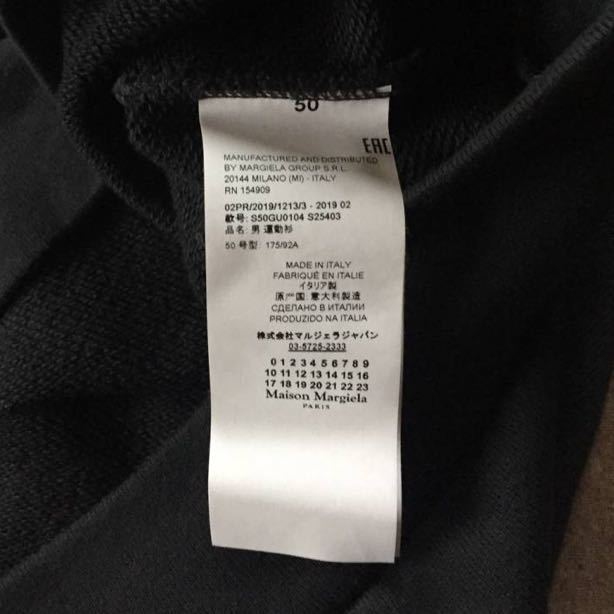 50
EAC
MANUFACTURED AND DISTRIBUTED
BY MARGIELA GROUP S.R.L.
20144 MILANO (MI) - ITALY
RN 154909
02PR/2019/1213/3 - 2019 02
款号: S50GU0104 S25403
品名: 男 運動衫
50 号型: 175/92A
MADE IN ITALY
FABRIQUÉ EN ITALIE
イタリア製
原产国: 意大利製造
СДЕЛАНО В ИТАЛИИ
PRODUZIDO NA ITALIA
株式会社マルジェラジャパン
03-5725-2333
0 1 2 3 4 5 6 7 8 9
10 11 12 13 14 15 16
17 18 19 20 21 22 23
Maison Margiela
PARIS